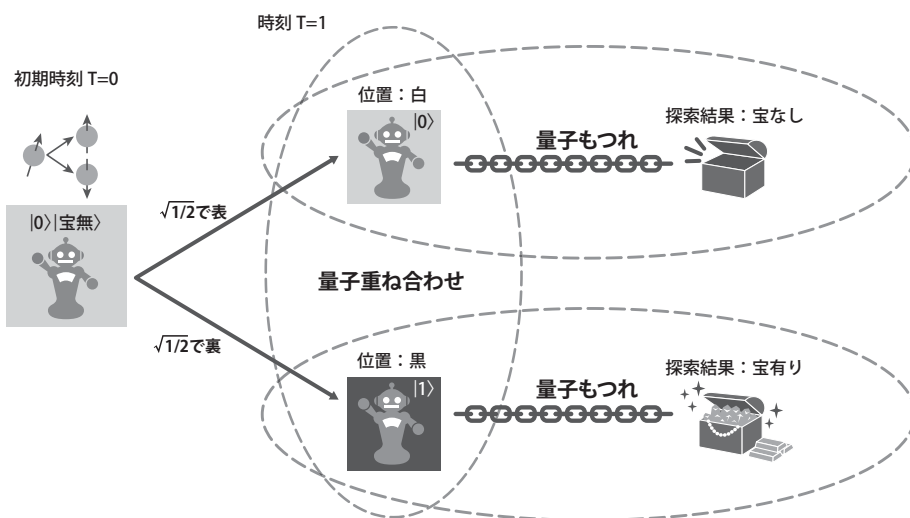 時刻 T=1
初期時刻 T=0
|0⟩|宝無⟩
√1/2で表
√1/2で裏
位置：白
|0⟩
量子もつれ
探索結果：宝なし
量子重ね合わせ
位置：黒
|1⟩
量子もつれ
探索結果：宝有り